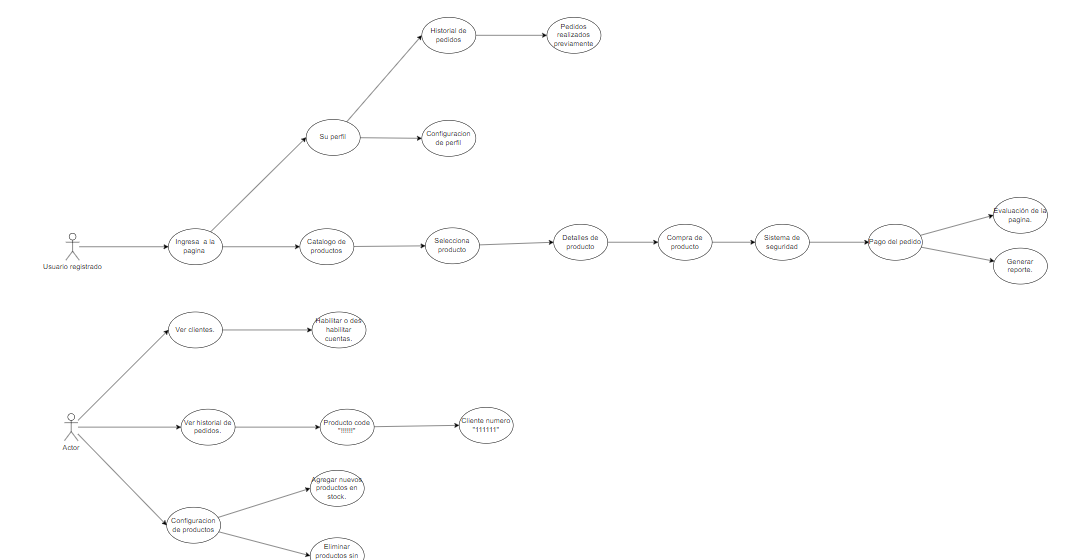 Historial de
pedidos
Pedidos
realizados
previamente
Su perfil
Configuracion
de perfil
Usuario registrado
Ingresa a la
pagina
Catalogo de
productos
Selecciona
producto
Detalles de
producto
Compra de
producto
Sistema de
seguridad
Pago del pedido
Evaluación de la
pagina.
Generar
reporte.
Actor
Ver clientes.
Habilitar o des
habilitar
cuentas.
Ver historial de
pedidos.
Producto code
"!!!!!!"
Cliente numero
"111111"
Configuracion
de productos
Agregar nuevos
productos en
stock.
Eliminar
productos sin